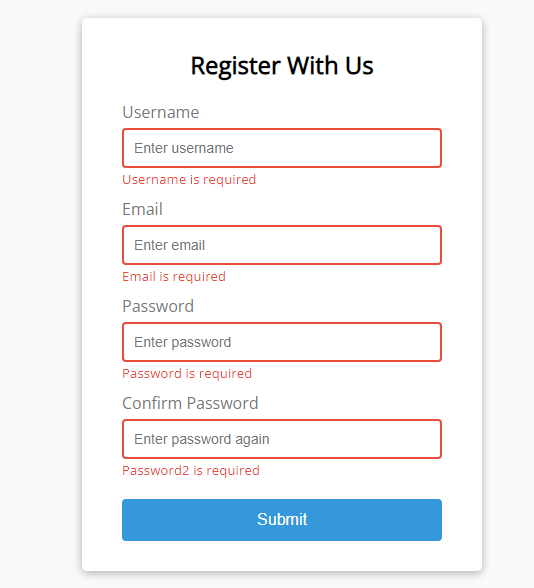 Register With Us
Username
Enter username
Username is required
Email
Enter email
Email is required
Password
Enter password
Password is required
Confirm Password
Enter password again
Password2 is required
Submit